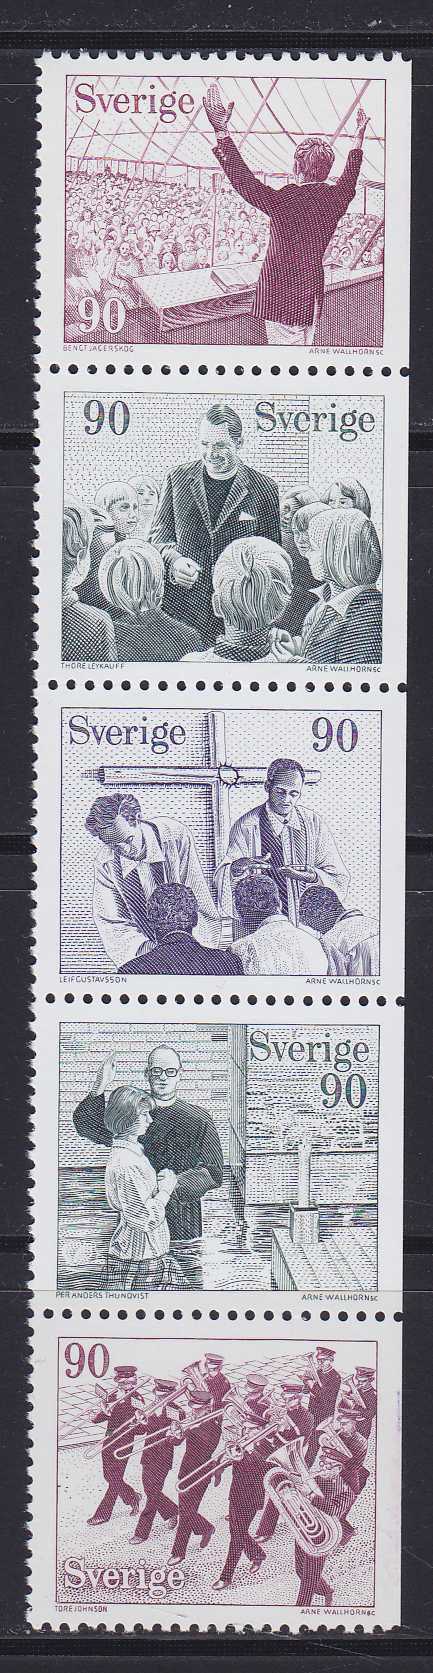 Sverige
90
BENGT JÄGERSKOG ARNE WALLHORN SC
90 Sverige
THORE LEYKAUFF ARNE WALLHORN SC
Sverige 90
LEIF GUSTAVSSON ARNE WALLHORN SC
Sverige
90
PER ANDERS THUNQVIST ARNE WALLHORN SC
90
Sverige
TORE JOHNSON ARNE WALLHORN SC